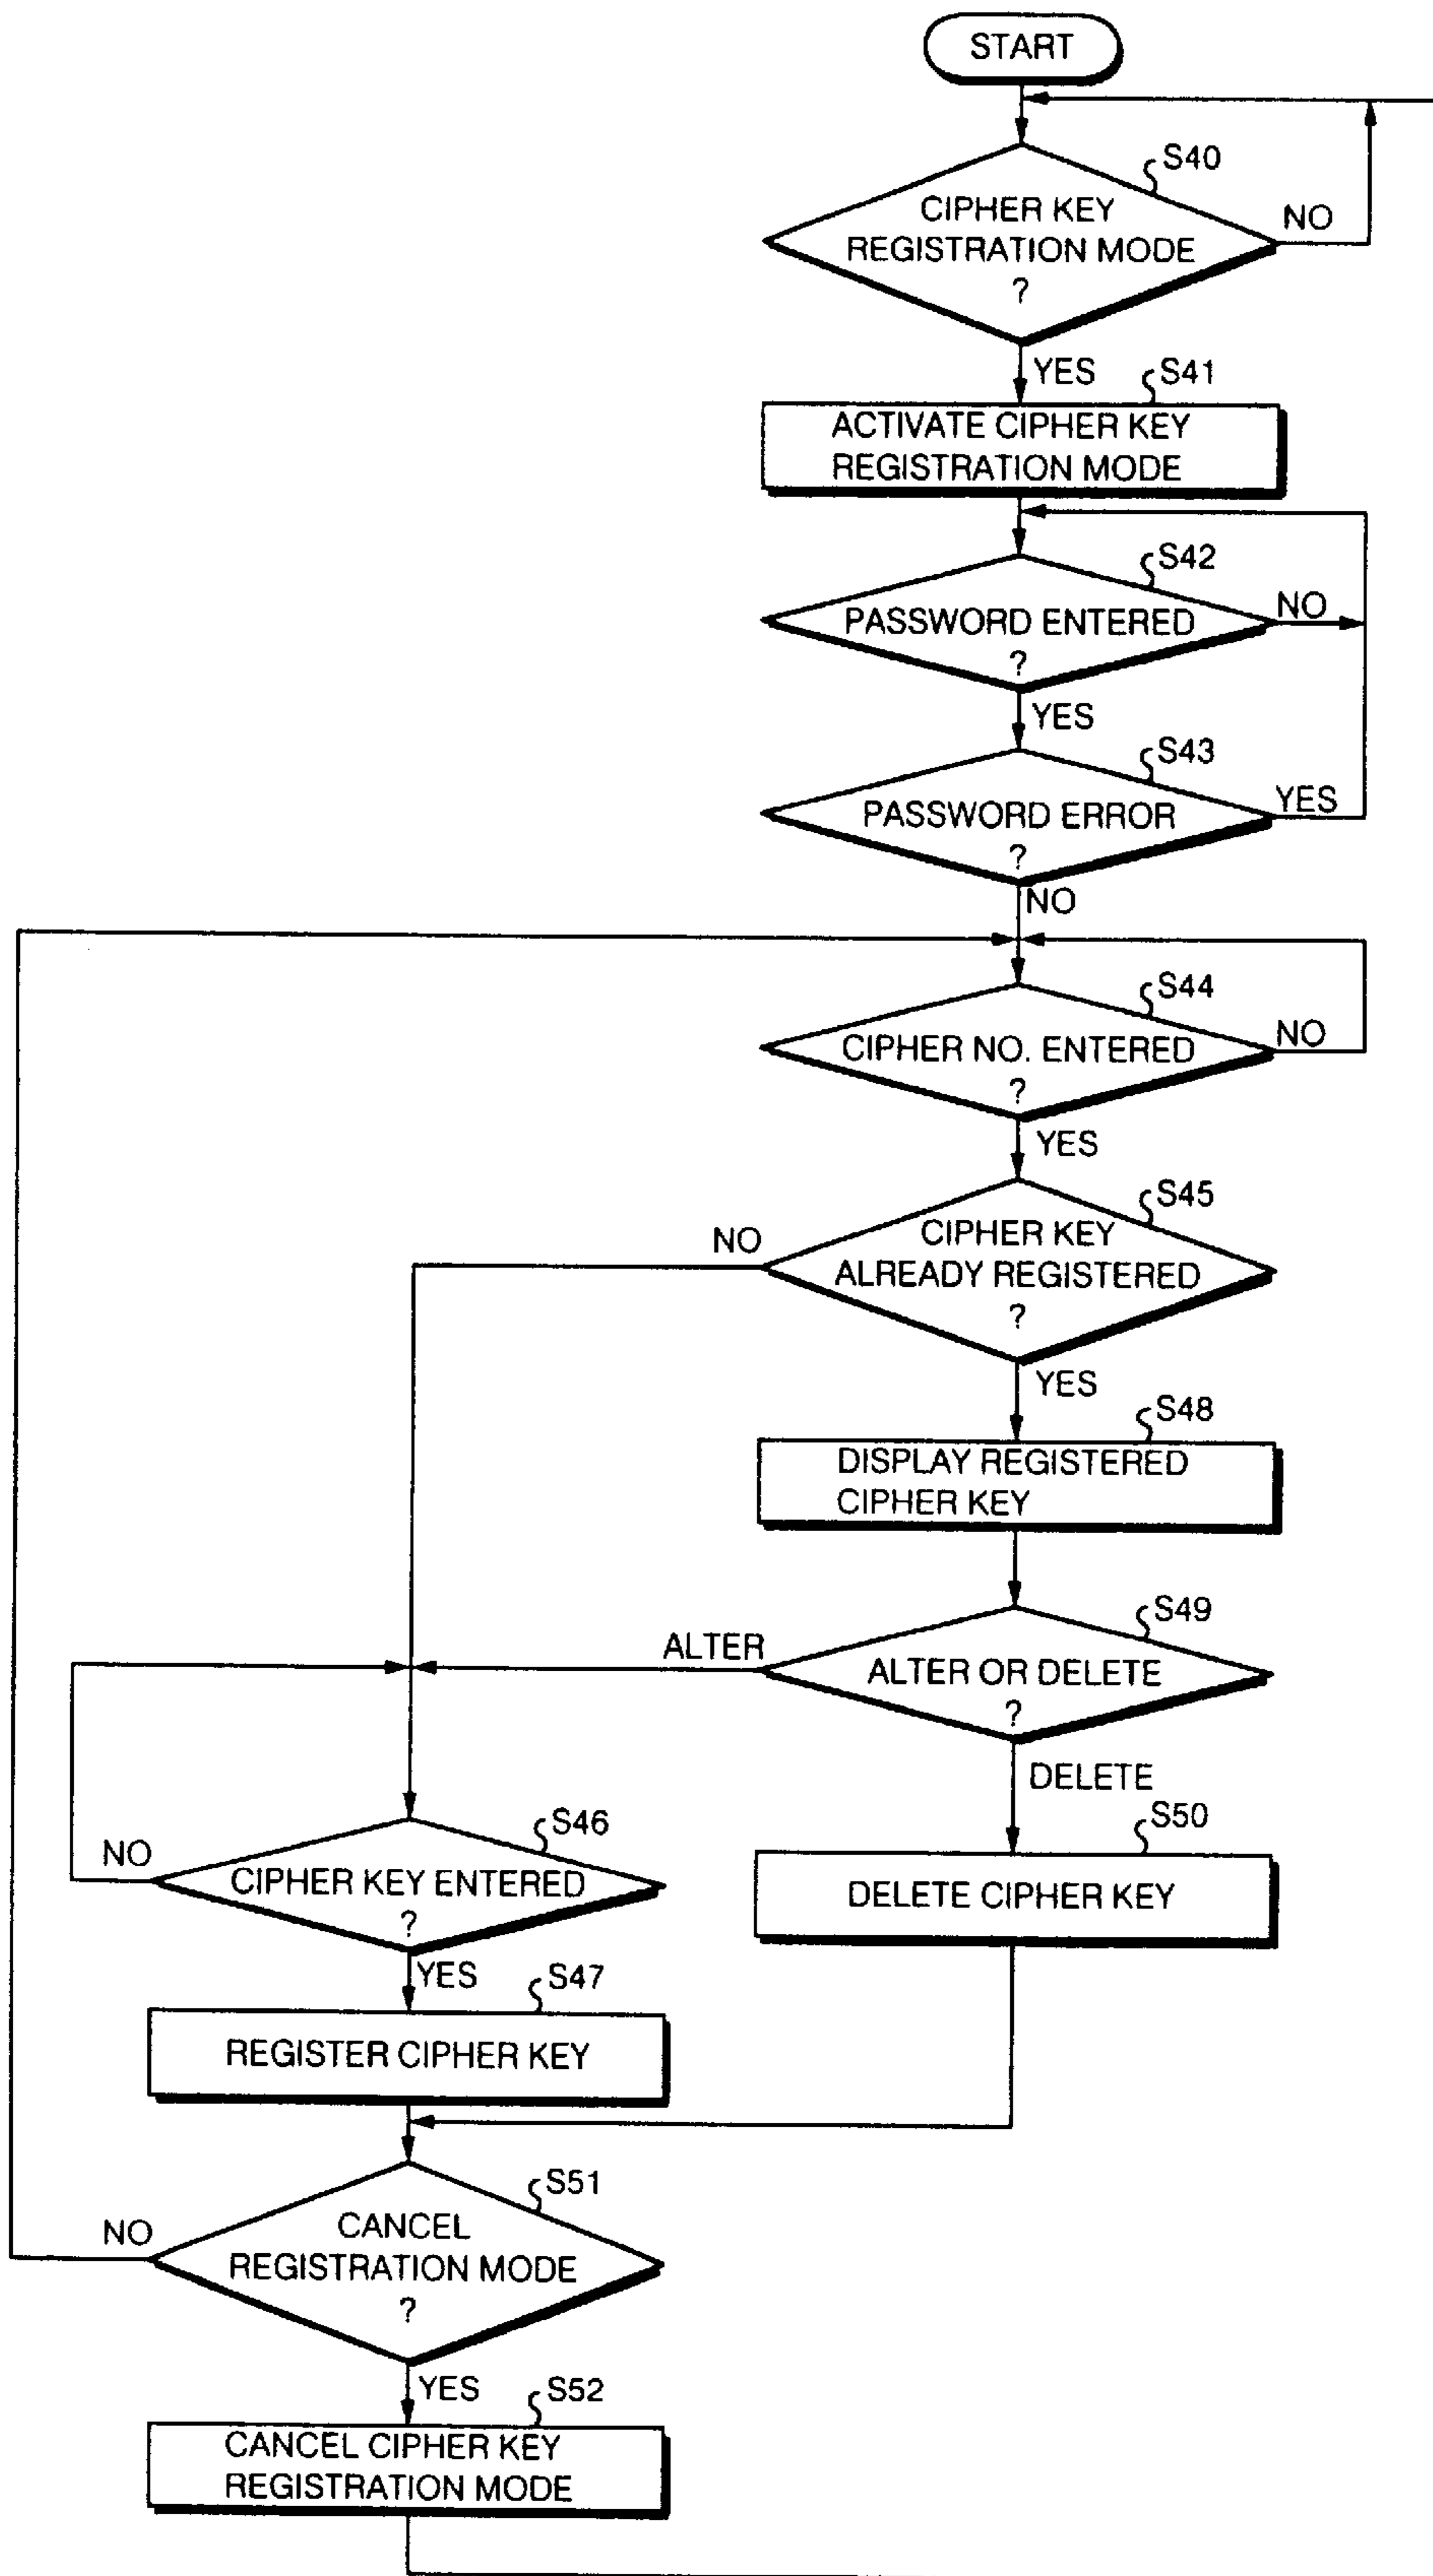 START
S40
CIPHER KEY
REGISTRATION MODE
?
NO
YES
S41
ACTIVATE CIPHER KEY
REGISTRATION MODE
S42
PASSWORD ENTERED
?
NO
YES
S43
PASSWORD ERROR
?
YES
NO
S44
CIPHER NO. ENTERED
?
NO
YES
S45
CIPHER KEY
ALREADY REGISTERED
?
NO
YES
S48
DISPLAY REGISTERED
CIPHER KEY
S49
ALTER OR DELETE
?
ALTER
DELETE
S50
DELETE CIPHER KEY
S46
CIPHER KEY ENTERED
?
NO
YES
S47
REGISTER CIPHER KEY
S51
CANCEL
REGISTRATION MODE
?
NO
YES
S52
CANCEL CIPHER KEY
REGISTRATION MODE